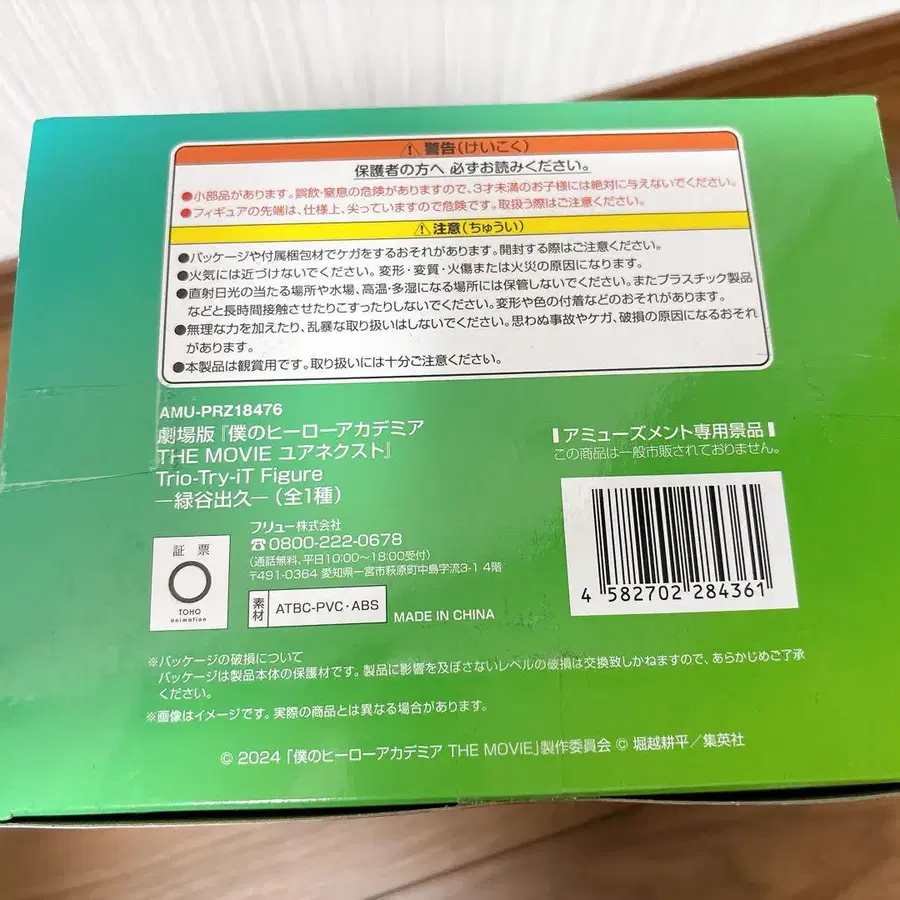 ⚠警告(けいこく)
保護者の方へ 必ずお読みください。
●小部品があります。誤飲・窒息の危険がありますので、3才未満のお子様には絶対に与えないでください。
●フィギュアの先端は、仕様上、尖っていますので危険です。取扱う際はご注意ください。
⚠注意(ちゅうい)
●パッケージや付属梱包材でケガをするおそれがあります。開封する際はご注意ください。
●火気には近づけないでください。変形・変質・火傷または火災の原因になります。
●直射日光の当たる場所や水場、高温・多湿になる場所には保管しないでください。またプラスチック製品
などと長時間接触させたりこすったりしないでください。変形や色の付着などのおそれがあります。
●無理な力を加えたり、乱暴な取り扱いはしないでください。思わぬ事故やケガ、破損の原因になるおそれ
があります。
●本製品は観賞用です。取り扱いには十分ご注意ください。
AMU-PRZ18476
劇場版『僕のヒーローアカデミア
THE MOVIE ユアネクスト』
Trio-Try-iT Figure
―緑谷出久―(全1種)
アミューズメント専用景品
この商品は一般市販されておりません。
フリュー株式会社
☎0800-222-0678
(通話無料、平日10:00~18:00受付)
〒491-0364 愛知県一宮市萩原町中島字流3-1 4階
証票
TOHO
animation
素材
ATBC-PVC・ABS
MADE IN CHINA
4 582702 284361
※パッケージの破損について
パッケージは製品本体の保護材です。製品に影響を及ぼさないレベルの破損は交換致しかねますので、あらかじめご了承
ください。
※画像はイメージです。実際の商品とは異なる場合があります。
© 2024「僕のヒーローアカデミア THE MOVIE」製作委員会 © 堀越耕平/集英社